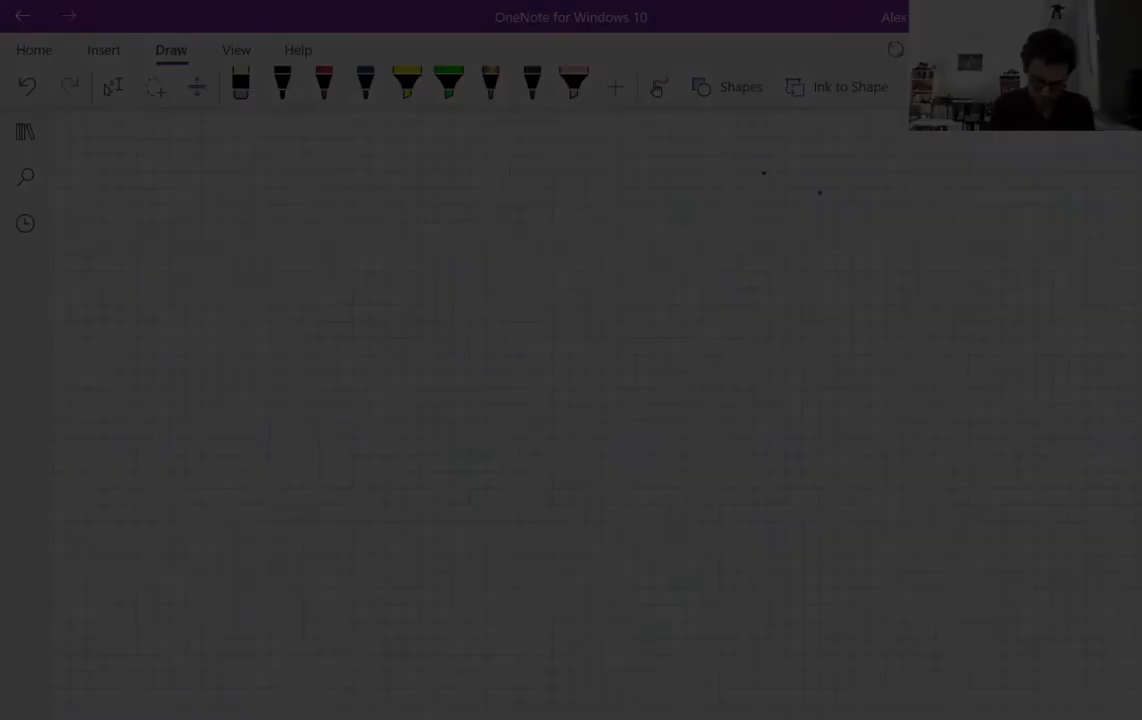 OneNote for Windows 10
Alex
Home Insert Draw View Help
Shapes Ink to Shape